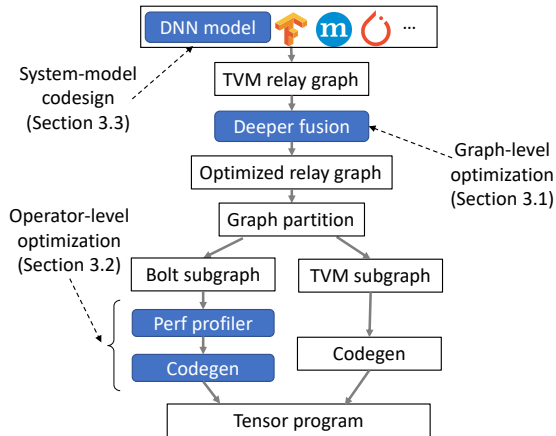 DNN model m ...
System-model
codesign
(Section 3.3)
TVM relay graph
Deeper fusion
Graph-level
optimization
(Section 3.1)
Optimized relay graph
Graph partition
Operator-level
optimization
(Section 3.2)
Bolt subgraph
TVM subgraph
Perf profiler
Codegen
Codegen
Tensor program